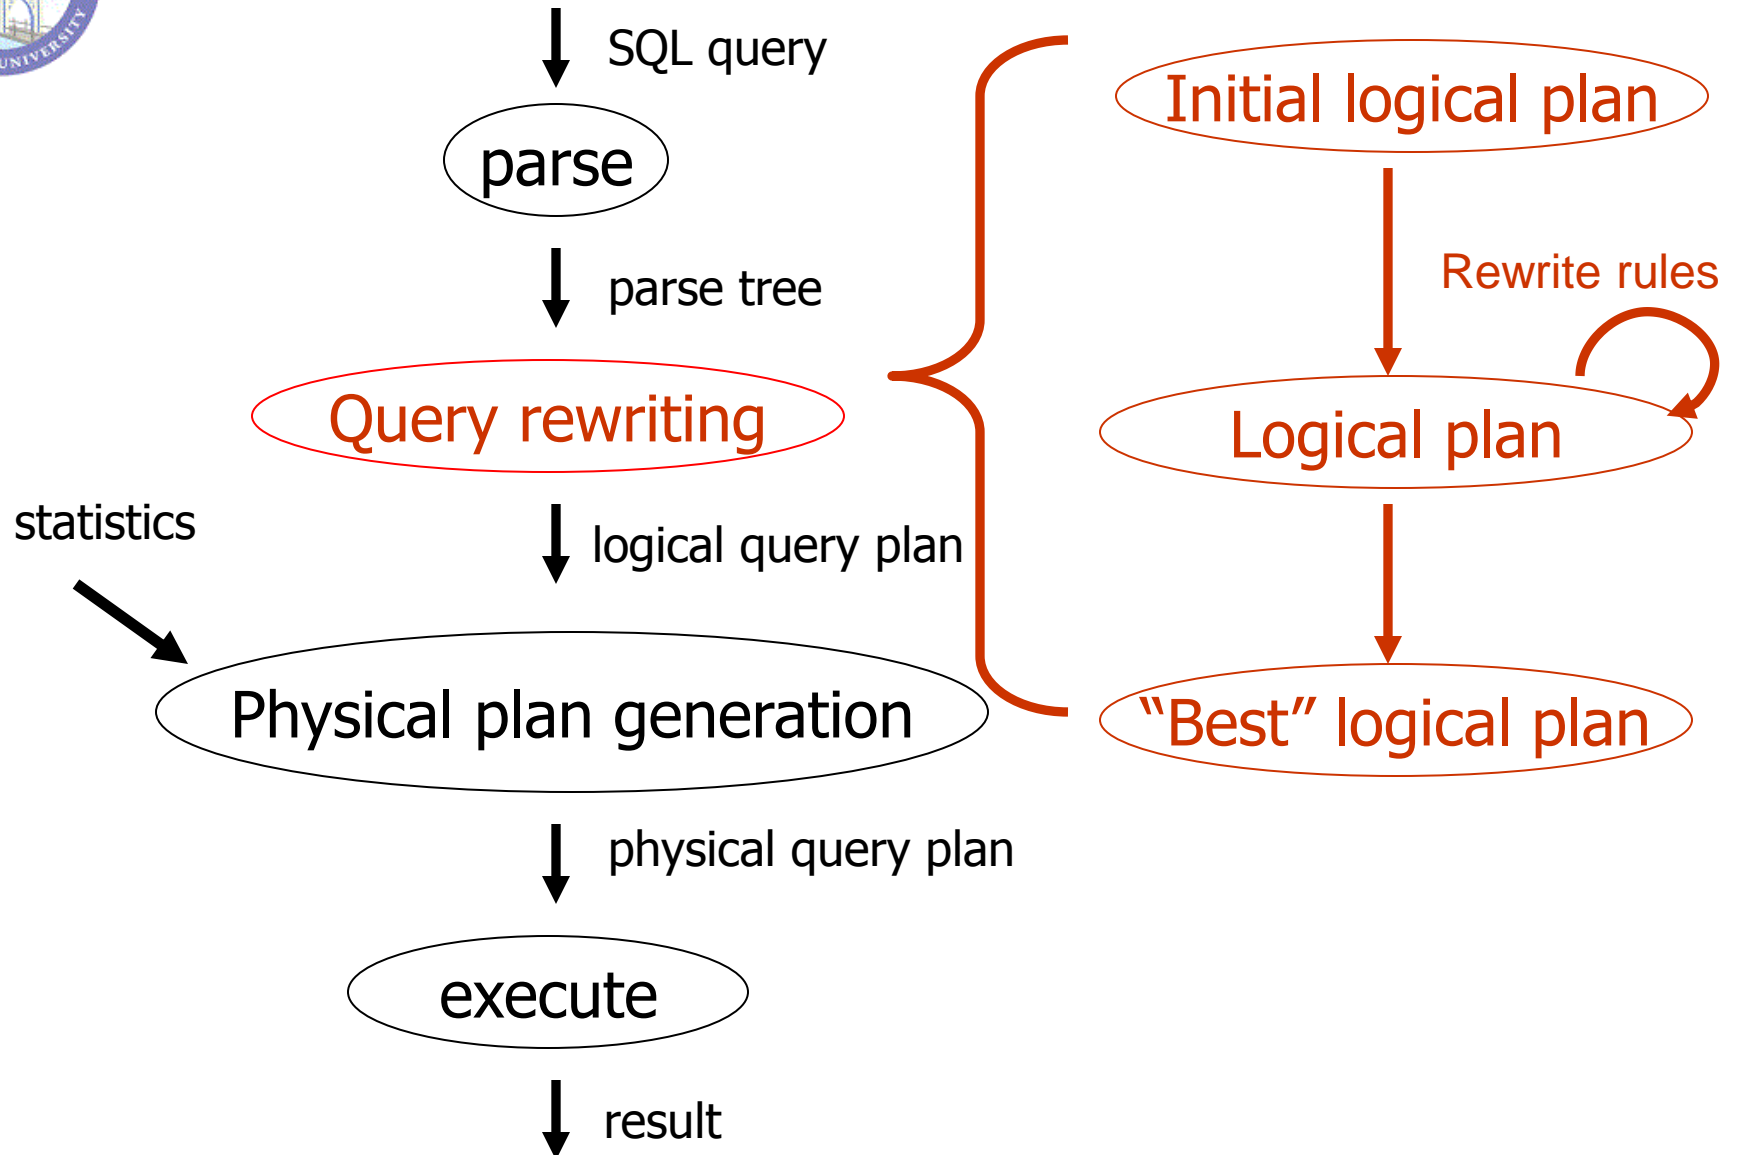 UNIVERSITY
SQL query
parse
parse tree
Query rewriting
statistics
logical query plan
Physical plan generation
physical query plan
execute
result
Initial logical plan
Rewrite rules
Logical plan
“Best” logical plan